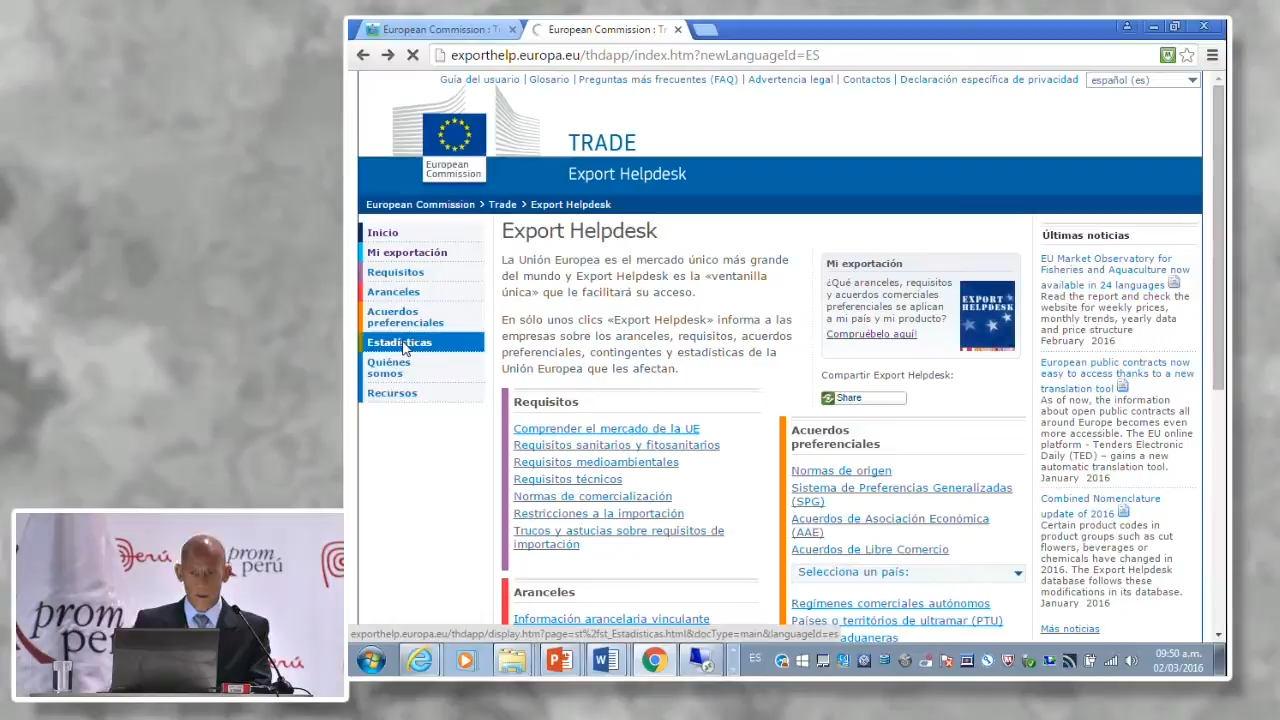 European Commission : Tr
European Commission : Tr
exporthelp.europa.eu/thdapp/index.htm?newLanguageId=ES
Guía del usuario | Glosario | Preguntas más frecuentes (FAQ) | Advertencia legal | Contactos | Declaración específica de privacidad
español (es)
European
Commission
TRADE
Export Helpdesk
European Commission > Trade > Export Helpdesk
Inicio
Mi exportación
Requisitos
Aranceles
Acuerdos
preferenciales
Estadísticas
Quiénes
somos
Recursos
Export Helpdesk
La Unión Europea es el mercado único más grande
del mundo y Export Helpdesk es la «ventanilla
única» que le facilitará su acceso.
En sólo unos clics «Export Helpdesk» informa a las
empresas sobre los aranceles, requisitos, acuerdos
preferenciales, contingentes y estadísticas de la
Unión Europea que les afectan.
Requisitos
Comprender el mercado de la UE
Requisitos sanitarios y fitosanitarios
Requisitos medioambientales
Requisitos técnicos
Normas de comercialización
Restricciones a la importación
Trucos y astucias sobre requisitos de
importación
Aranceles
Información arancelaria vinculante
Mi exportación
¿Qué aranceles, requisitos
y acuerdos comerciales
preferenciales se aplican
a mi país y mi producto?
Compruébelo aquí!
EXPORT
HELPDESK
Compartir Export Helpdesk:
Share
Acuerdos
preferenciales
Normas de origen
Sistema de Preferencias Generalizadas
(SPG)
Acuerdos de Asociación Económica
(AAE)
Acuerdos de Libre Comercio
Selecciona un país:
Regímenes comerciales autónomos
Países o territorios de ultramar (PTU)
aduaneras
Últimas noticias
EU Market Observatory for
Fisheries and Aquaculture now
available in 24 languages
Read the report and check the
website for weekly prices,
monthly trends, yearly data
and price structure
February 2016
European public contracts now
easy to access thanks to a new
translation tool
As of now, the information
about open public contracts all
around Europe becomes even
more accessible. The EU online
platform - Tenders Electronic
Daily (TED) – gains a new
automatic translation tool.
January 2016
Combined Nomenclature
update of 2016
Certain product codes in
product groups such as cut
flowers, beverages or
chemicals have changed in
2016. The Export Helpdesk
database follows these
modifications in its database.
January 2016
Más noticias
exporthelp.europa.eu/thdapp/display.htm?page=st%2fst_Estadisticas.html&docType=main&languageId=es
ES
09:50 a.m.
02/03/2016
Perú
prom
perú
prom
perú